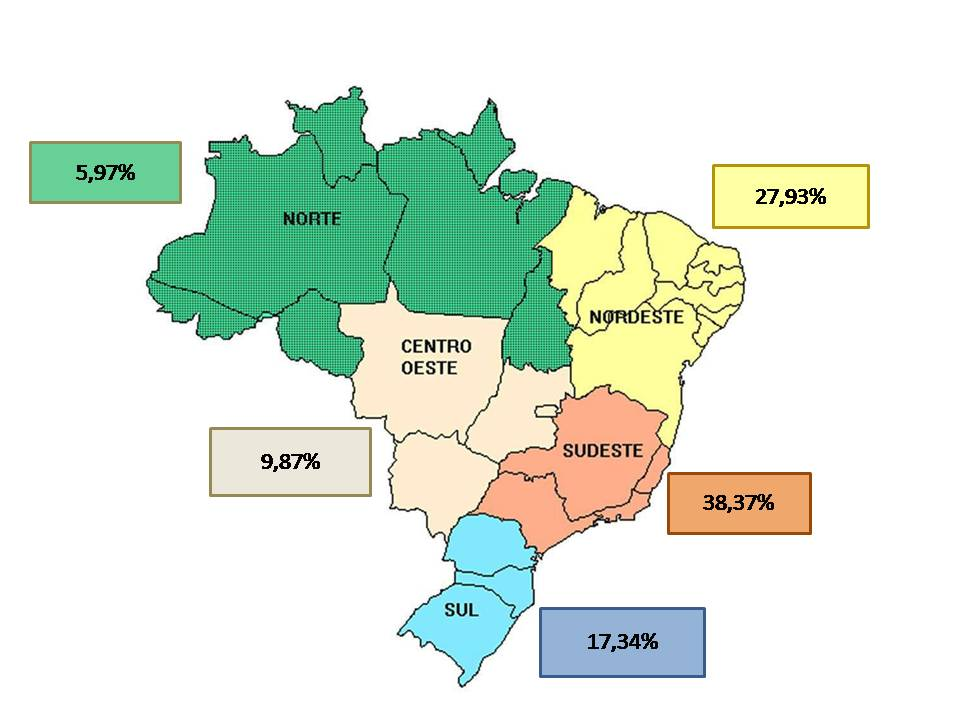 5,97%
27,93%
NORTE
NORDESTE
CENTRO
OESTE
9,87%
SUDESTE
38,37%
SUL
17,34%